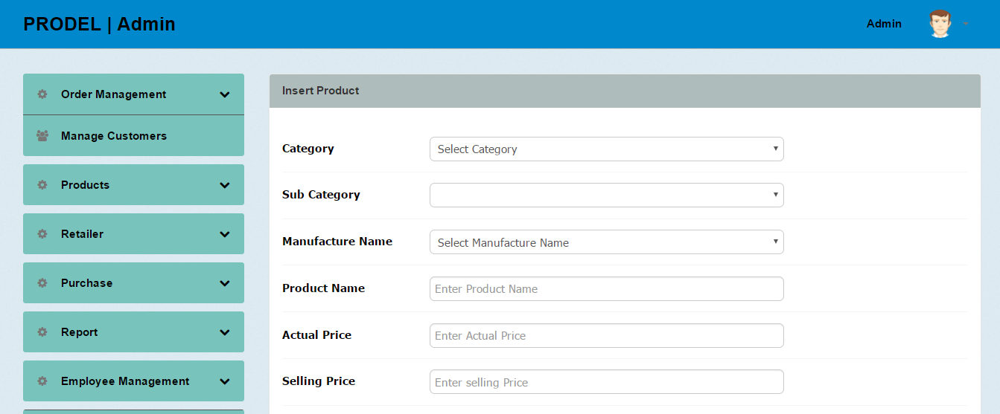 PRODEL | Admin
Admin
Order Management
Manage Customers
Products
Retailer
Purchase
Report
Employee Management
Insert Product
Category
Select Category
Sub Category
Manufacture Name
Select Manufacture Name
Product Name
Enter Product Name
Actual Price
Enter Actual Price
Selling Price
Enter selling Price